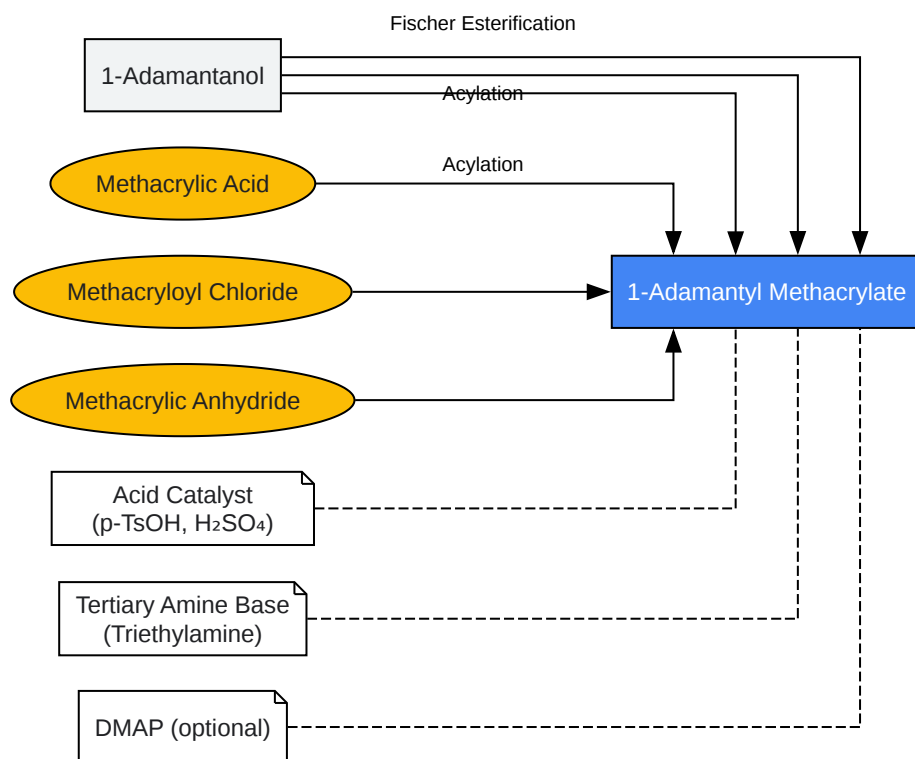 Fischer Esterification
1-Adamantanol
Acylation
Acylation
Methacrylic Acid
Methacryloyl Chloride
1-Adamantyl Methacrylate
Methacrylic Anhydride
Acid Catalyst
(p-TsOH, H₂SO₄)
Tertiary Amine Base
(Triethylamine)
DMAP (optional)